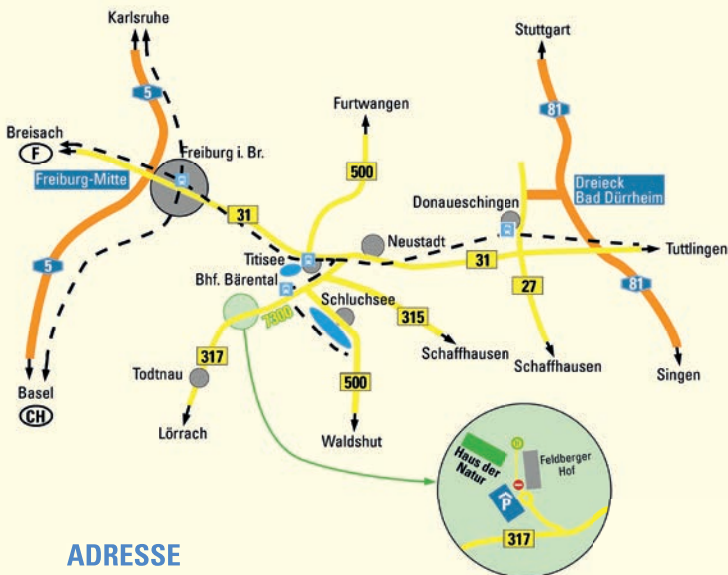 Karlsruhe
Stuttgart
5
81
Furtwangen
Breisach
F
Freiburg i. Br.
Freiburg-Mitte
500
Dreieck
Bad Dürrheim
Donaueschingen
31
Titisee
Neustadt
Tuttlingen
31
5
Bhf. Bärental
27
81
Schluchsee
7300
315
317
Schaffhausen
Schaffhausen
Todtnau
500
Singen
Basel
CH
Lörrach
Waldshut
Haus der
Natur
Feldberger
Hof
P
317
ADRESSE